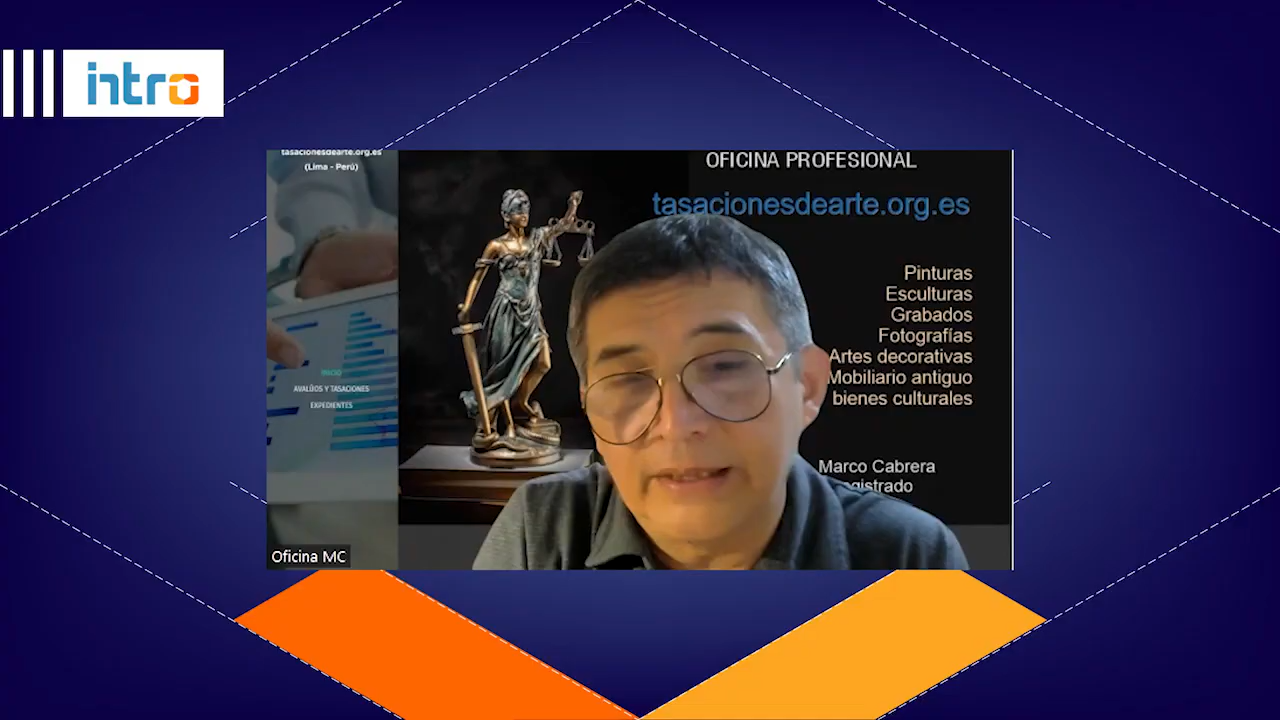 intro
tasacionesdearte.org.es
(Lima - Perú)
INICIO
AVALÚOS Y TASACIONES
EXPEDIENTES
OFICINA PROFESIONAL
tasacionesdearte.org.es
Pinturas
Esculturas
Grabados
Fotografías
Artes decorativas
Mobiliario antiguo
bienes culturales
Marco Cabrera
gistrado
Oficina MC